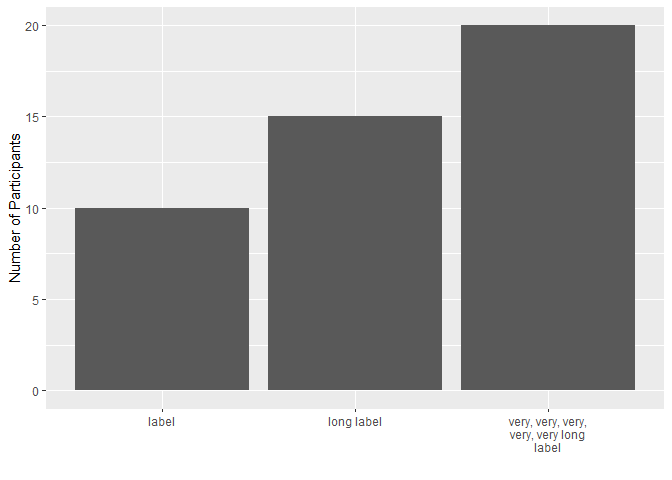 20
15
10
5
0
Number of Participants
label
long label
very, very, very,
very, very long
label